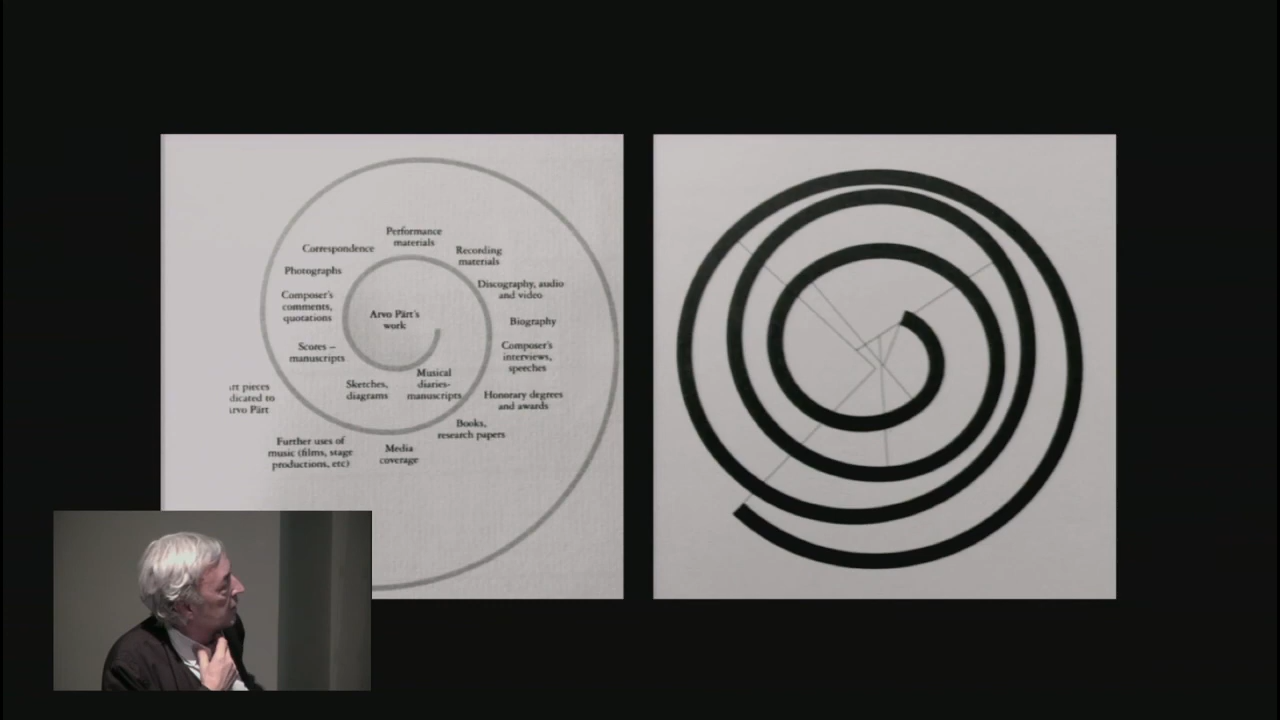 Performance
materials
Correspondence
Recording
materials
Photographs
Discography, audio
and video
Composer's
comments,
quotations
Arvo Pärt's
work
Biography
Scores –
manuscripts
Composer's
interviews,
speeches
Sketches,
diagrams
Musical
diaries-
manuscripts
art pieces
dicated to
Arvo Pärt
Honorary degrees
and awards
Books,
research papers
Further uses of
music (films, stage
productions, etc)
Media
coverage